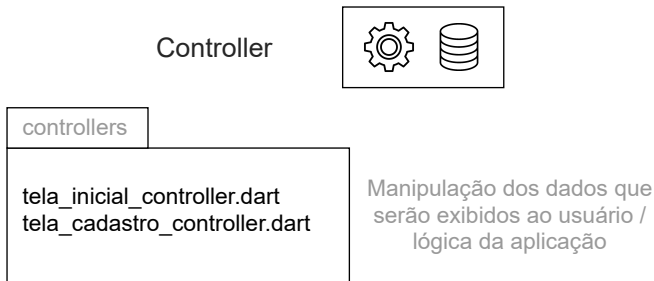 Controller
controllers
tela_inicial_controller.dart
tela_cadastro_controller.dart
Manipulação dos dados que
serão exibidos ao usuário /
lógica da aplicação